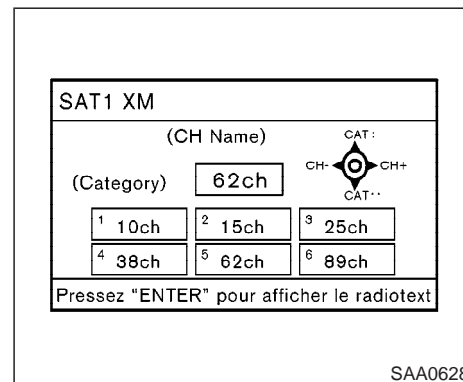 SAT1 XM
(CH Name)
CAT:
CH- CH+
(Category) 62ch
CAT··
1 10ch 2 15ch 3 25ch
4 38ch 5 62ch 6 89ch
Pressez "ENTER" pour afficher le radiotext
SAA0628